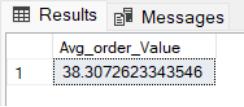 Results Messages
Avg_order_Value
1 38.3072623343546